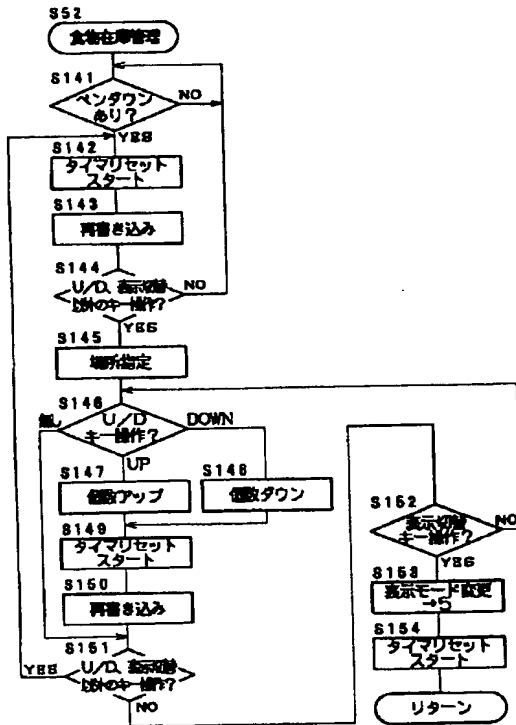 S52
食物在庫管理
S141
ペンダウン
あり?
NO
YES
S142
タイマリセット
スタート
S143
再書き込み
S144
U/D、表示切替
以外のキー操作?
NO
YES
S145
場所指定
S146
無し
U/D
キー操作?
DOWN
UP
S147
個数アップ
S148
個数ダウン
S149
タイマリセット
スタート
S150
再書き込み
S151
YES
U/D、表示切替
以外のキー操作?
NO
S152
表示切替
キー操作?
NO
YES
S153
表示モード変更
→5
S154
タイマリセット
スタート
リターン